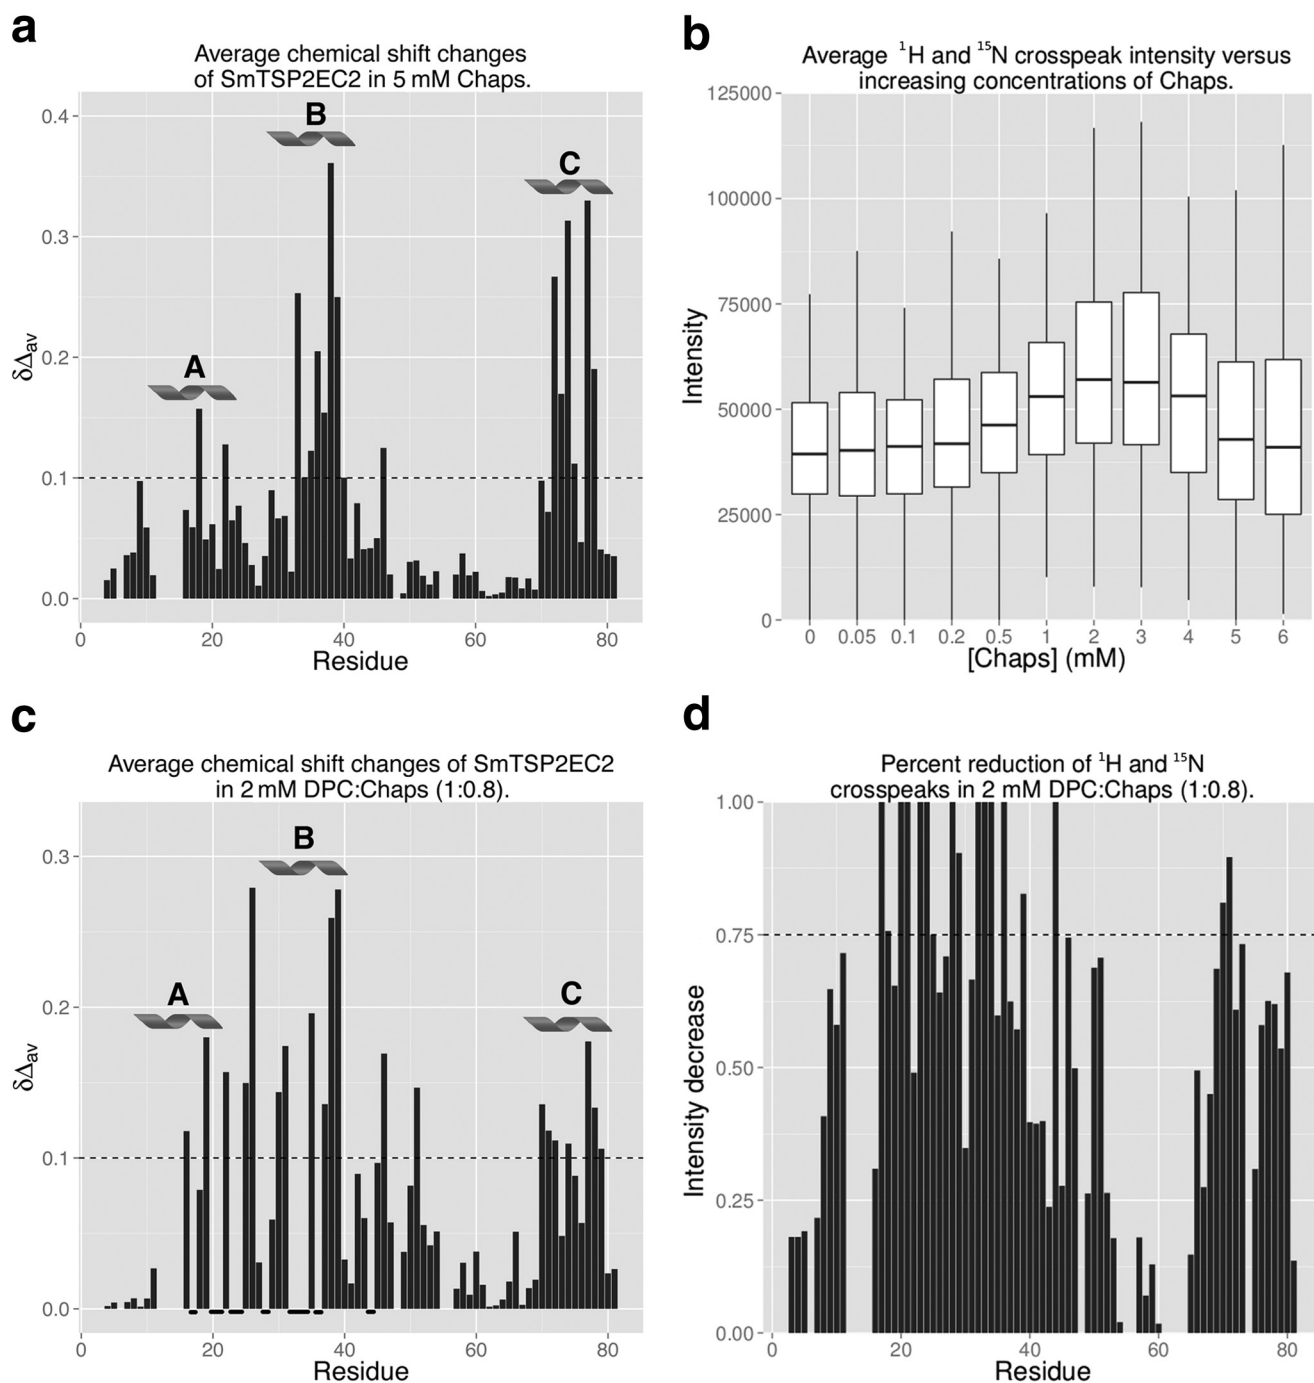 a
Average chemical shift changes
of SmTSP2EC2 in 5 mM Chaps.
0.4
0.3
0.2
0.1
0.0
δΔav
A
B
C
0 20 40 60 80
Residue
b
Average 1H and 15N crosspeak intensity versus
increasing concentrations of Chaps.
125000
100000
75000
50000
25000
0
Intensity
0 0.05 0.1 0.2 0.5 1 2 3 4 5 6
[Chaps] (mM)
c
Average chemical shift changes of SmTSP2EC2
in 2 mM DPC:Chaps (1:0.8).
0.3
0.2
0.1
0.0
δΔav
A
B
C
0 20 40 60 80
Residue
d
Percent reduction of 1H and 15N
crosspeaks in 2 mM DPC:Chaps (1:0.8).
1.00
0.75
0.50
0.25
0.00
Intensity decrease
0 20 40 60 80
Residue